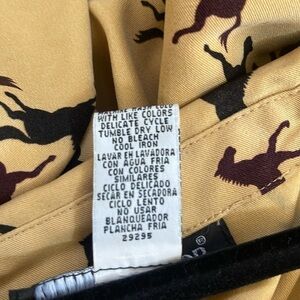 WITH LIKE COLORS
DELICATE CYCLE
TUMBLE DRY LOW
NO BLEACH
COOL IRON
LAVAR EN LAVADORA
CON AGUA FRIA
CON COLORES
SIMILARES
CICLO DELICADO
SECAR EN SECADORA
CICLO LENTO
NO USAR
BLANQUEADOR
PLANCHA FRIA
29295